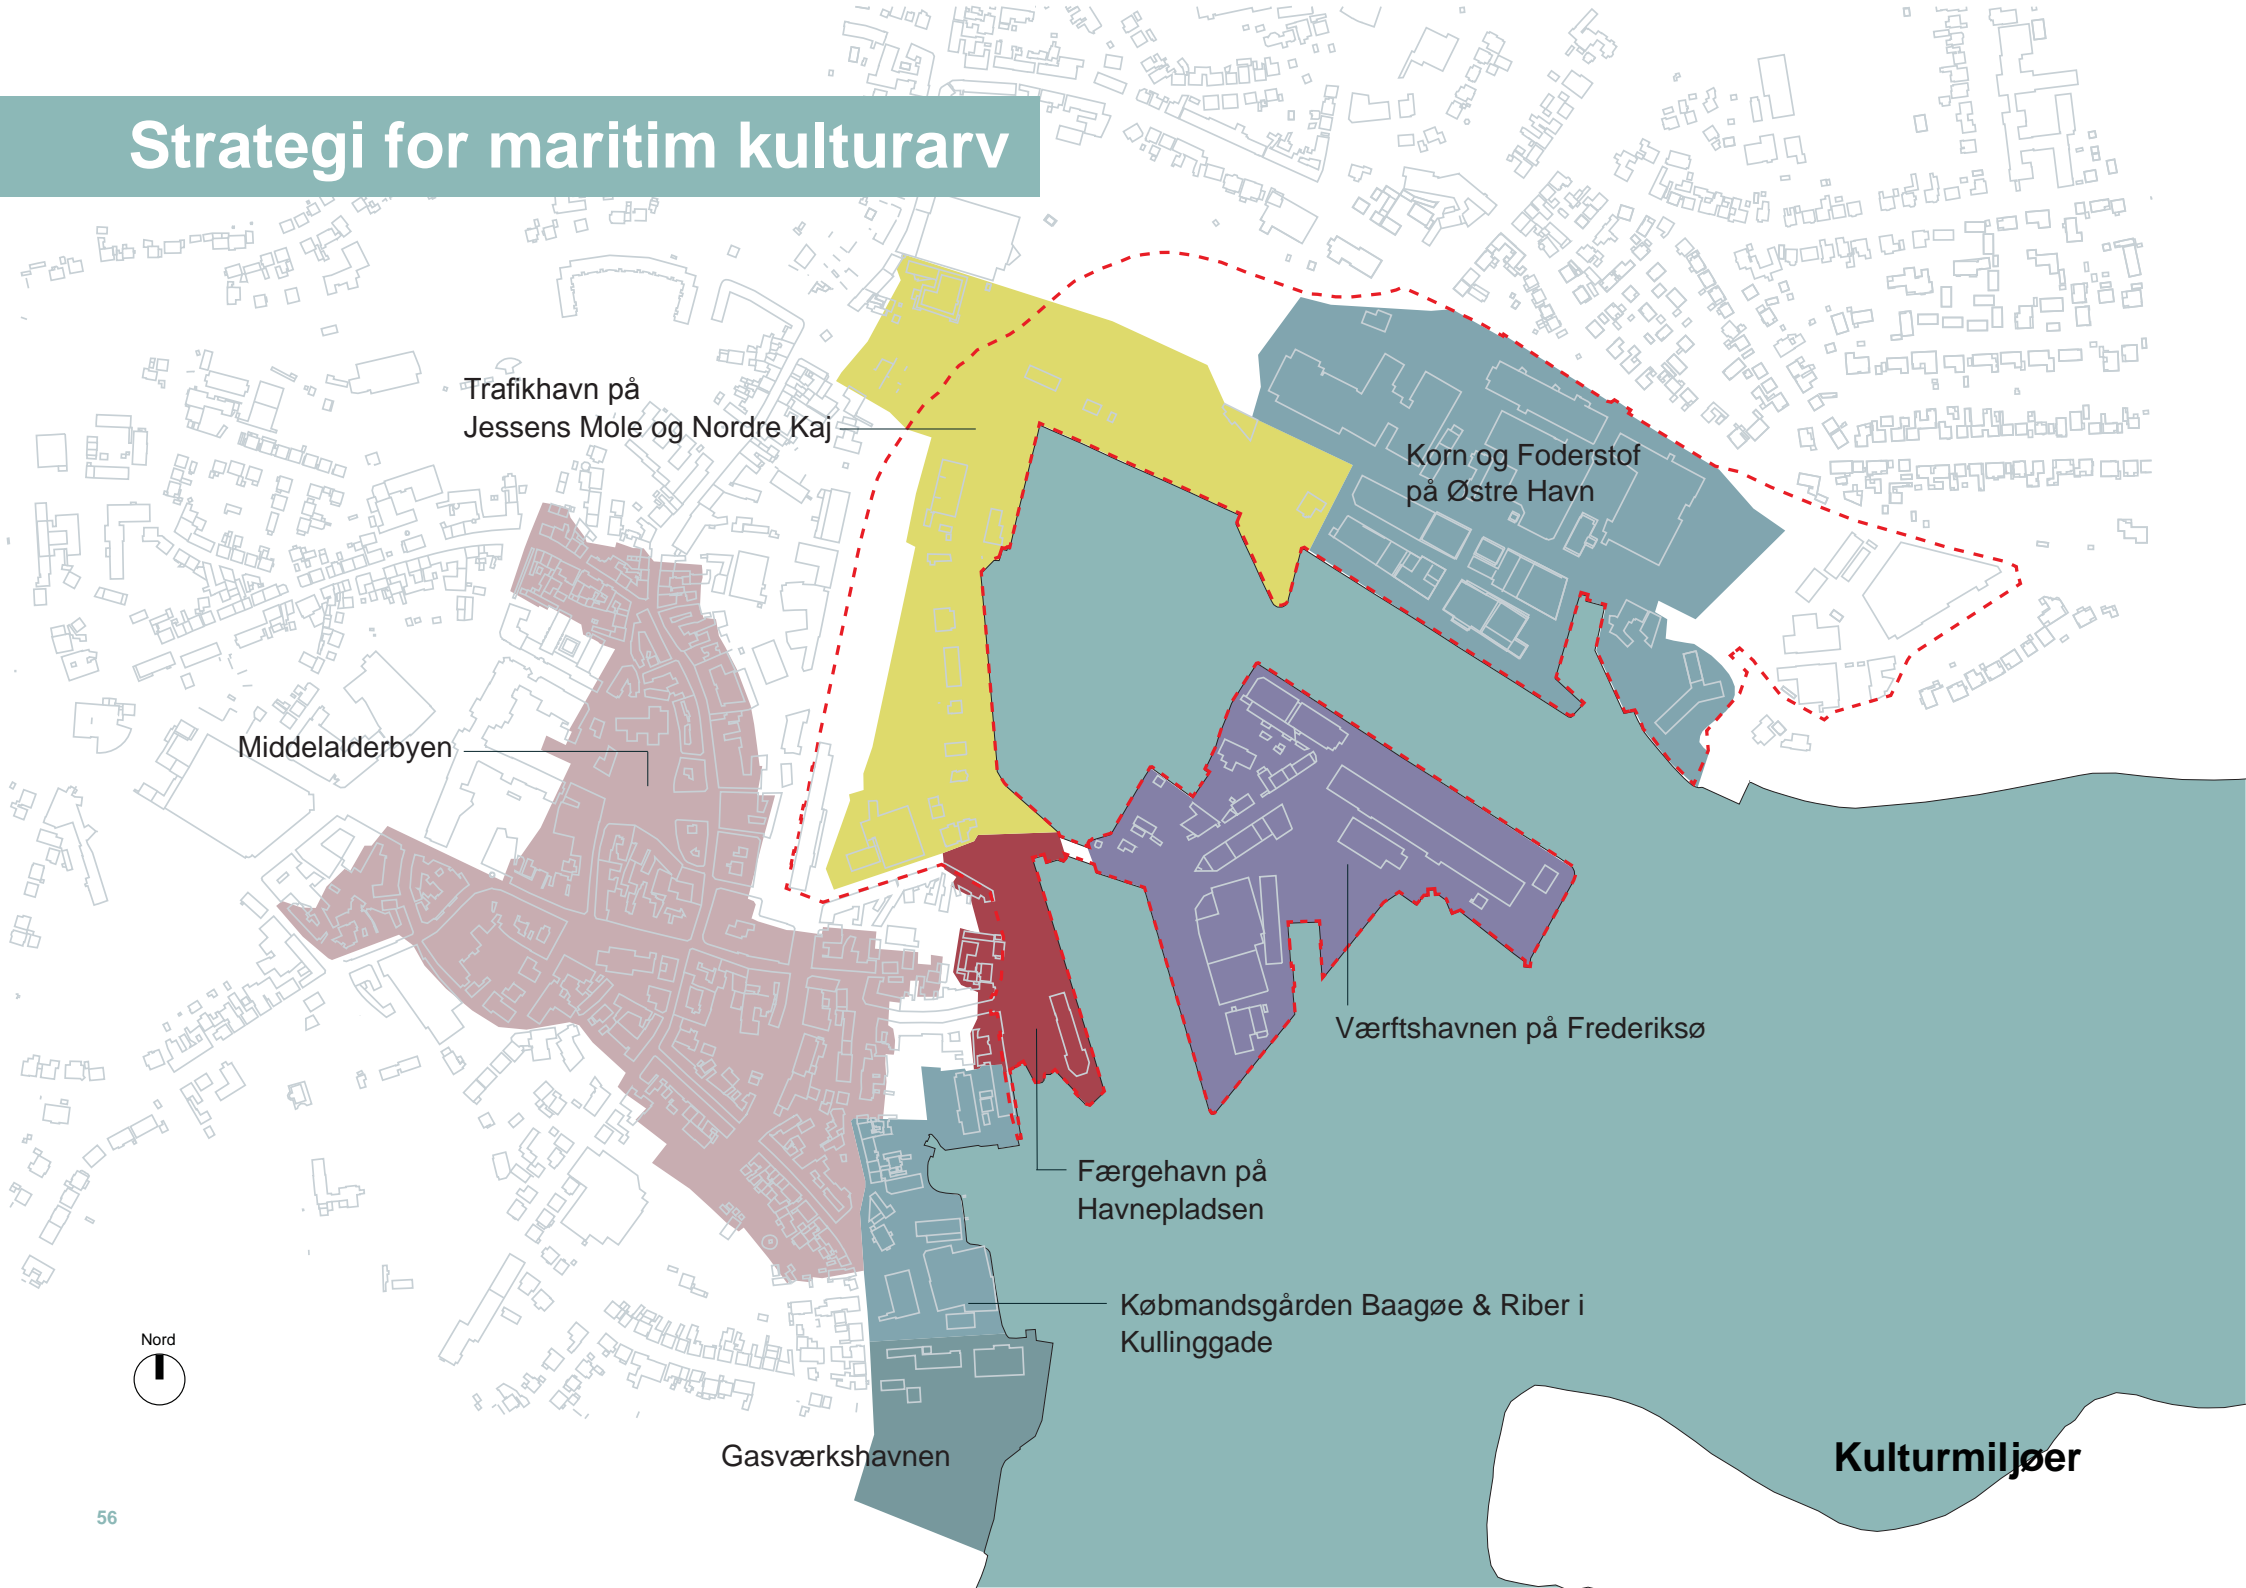 Strategi for maritim kulturarv
Trafikhavn på
Jessens Mole og Nordre Kaj
Korn og Foderstof
på Østre Havn
Middelalderbyen
Værftshavnen på Frederiksø
Færgehavn på
Havnepladsen
Købmandsgården Baagøe & Riber i
Kullinggade
Nord
Gasværkshavnen
Kulturmiljøer
56